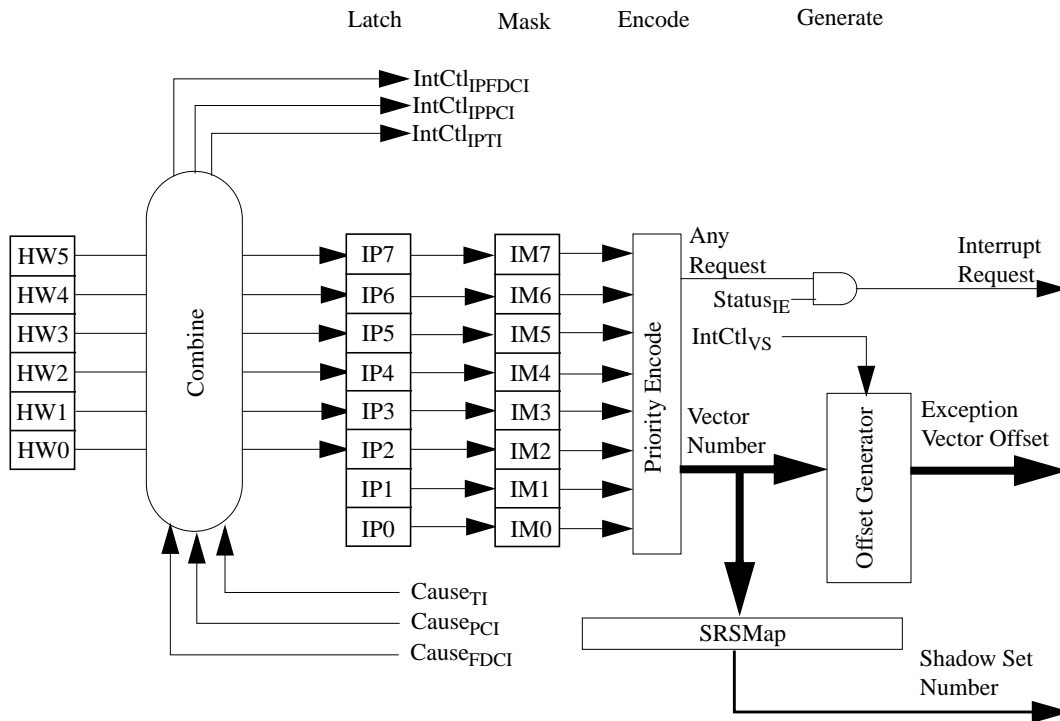 Latch
Mask
Encode
Generate
IntCtlIPFDCI
IntCtlIPPCI
IntCtlIPTI
HW5
HW4
HW3
HW2
HW1
HW0
Combine
IP7
IP6
IP5
IP4
IP3
IP2
IP1
IP0
IM7
IM6
IM5
IM4
IM3
IM2
IM1
IM0
Priority Encode
Any
Request
StatusIE
Interrupt
Request
IntCtlVS
Vector
Number
Offset Generator
Exception
Vector Offset
CauseTI
CausePCI
CauseFDCI
SRSMap
Shadow Set
Number